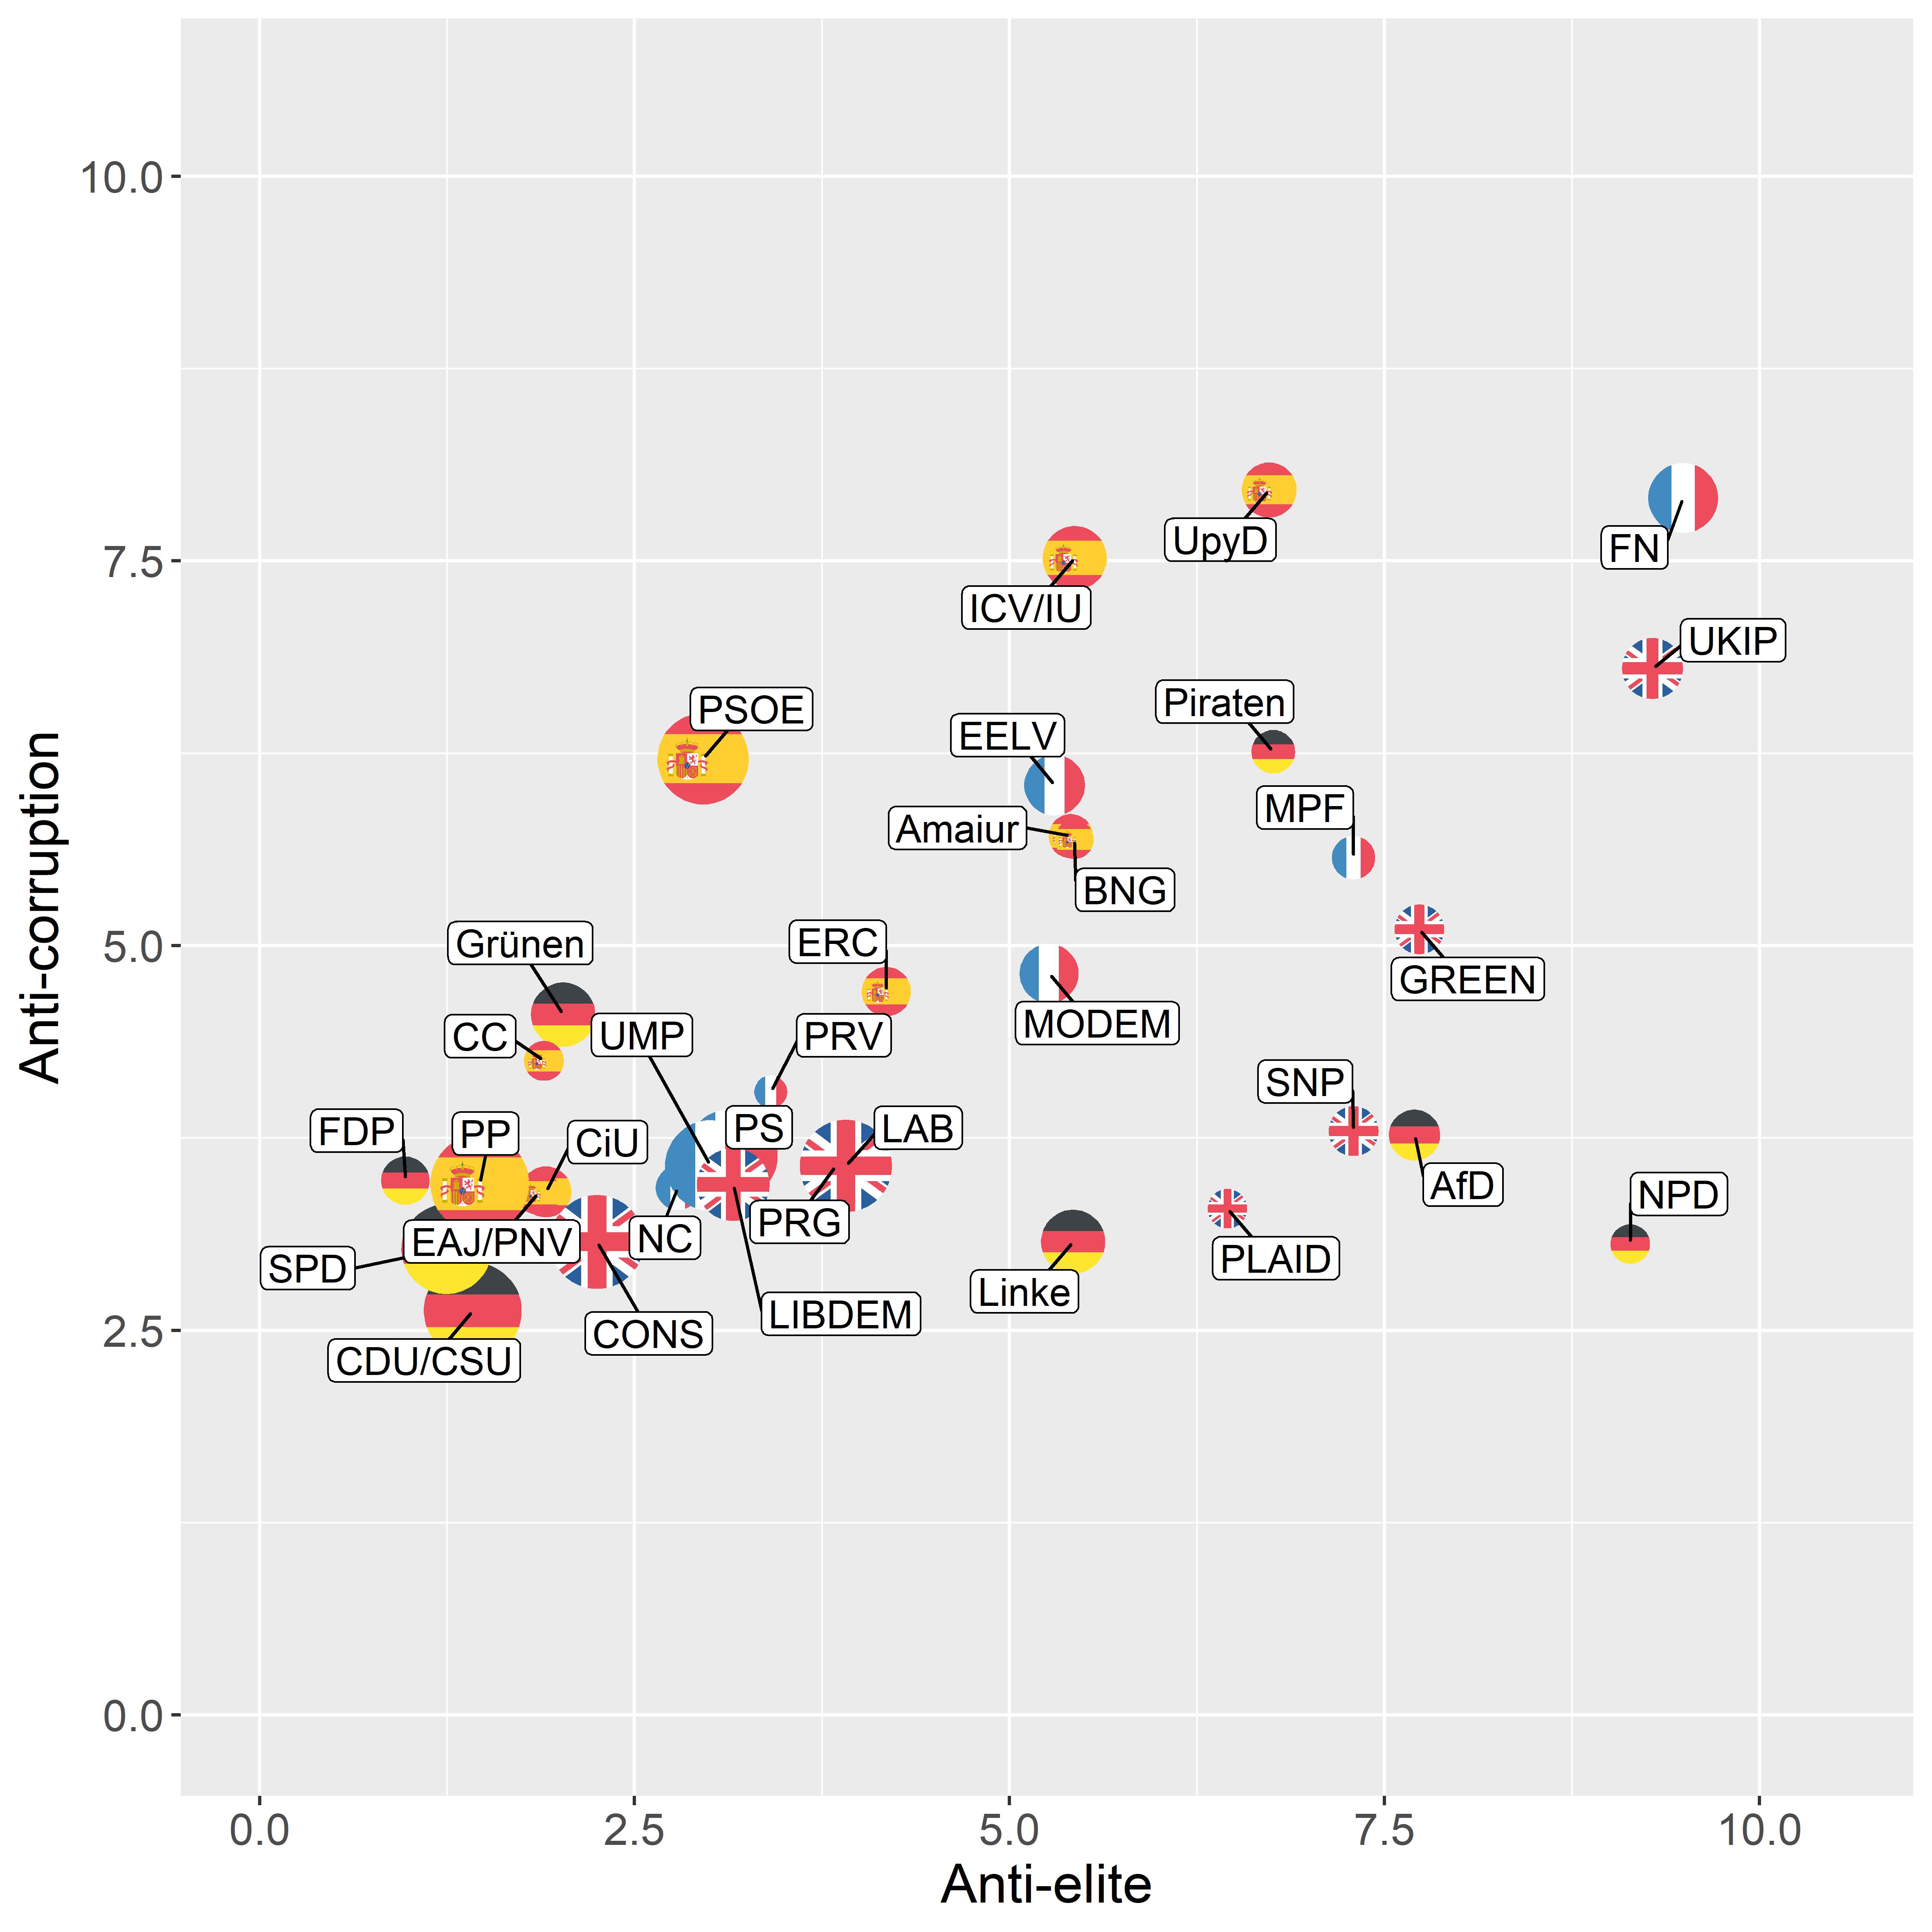 10.0
7.5
5.0
2.5
0.0
Anti-corruption
UpyD
FN
ICV/IU
UKIP
PSOE
Piraten
EELV
MPF
Amaiur
BNG
Grünen
ERC
GREEN
CC
UMP
PRV
MODEM
SNP
FDP
PP
CiU
PS
LAB
AfD
NPD
EAJ/PNV
NC
PRG
PLAID
SPD
Linke
LIBDEM
CONS
CDU/CSU
0.0
2.5
5.0
7.5
10.0
Anti-elite